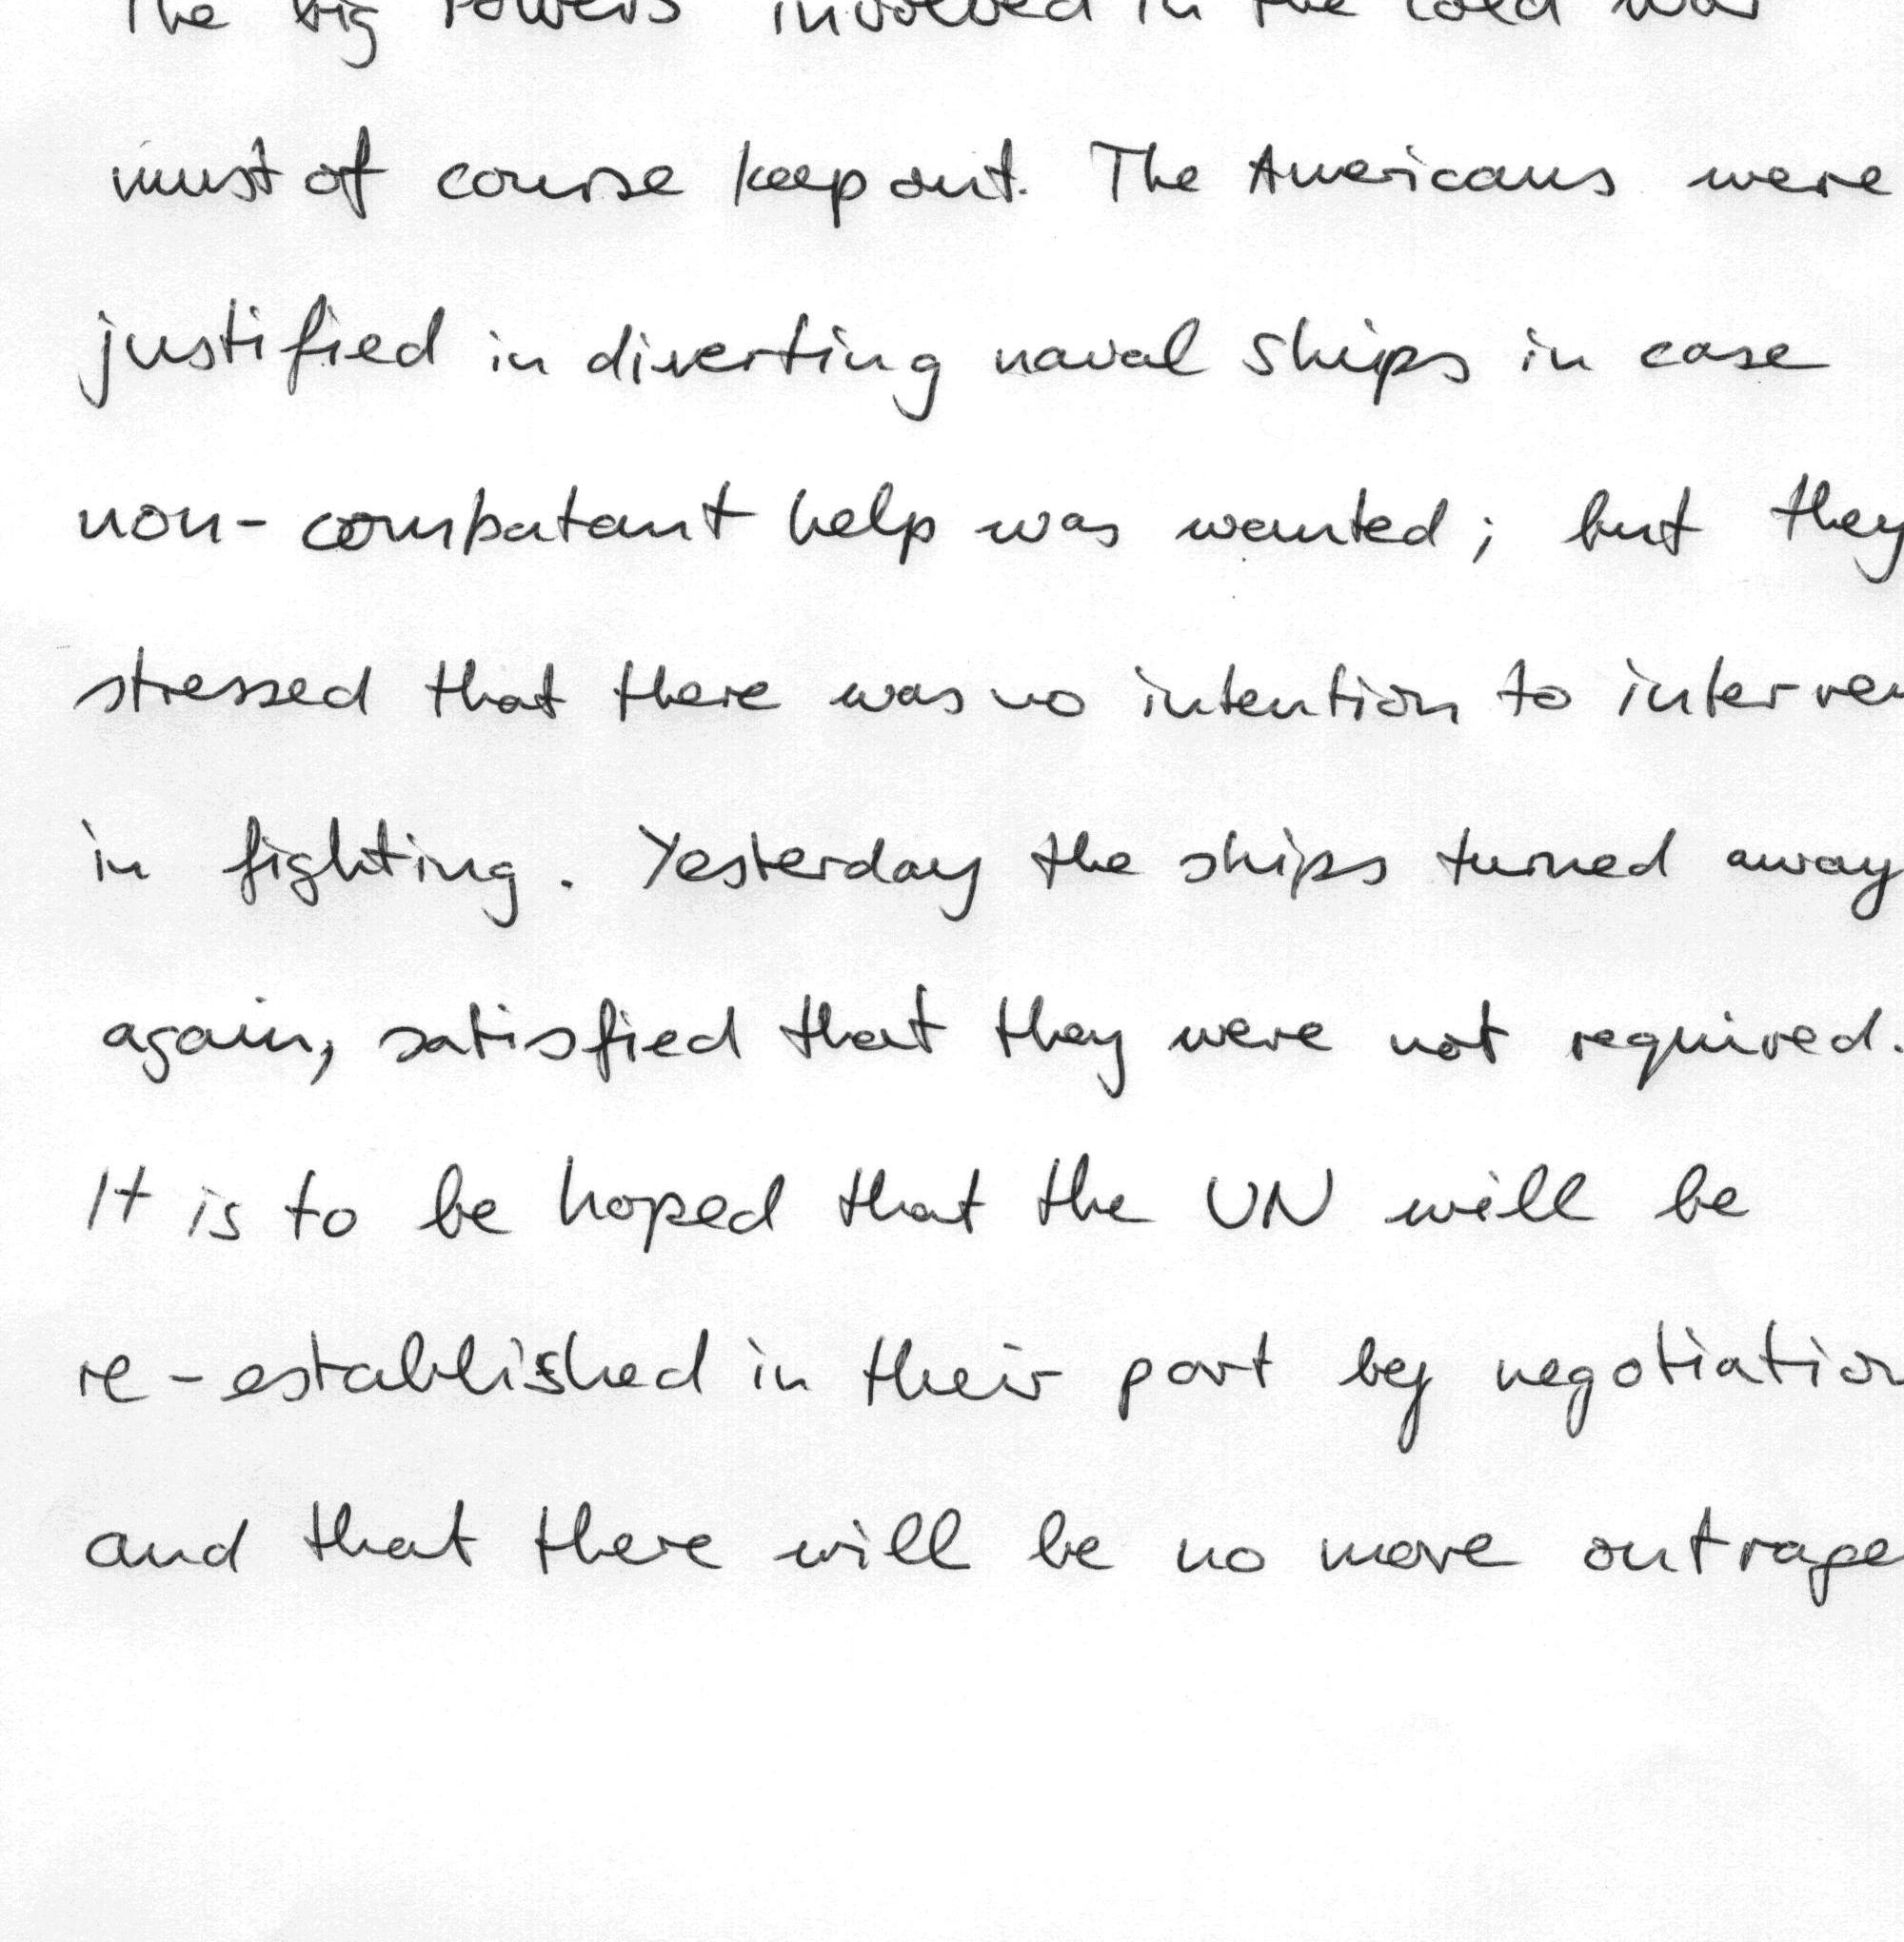 The big Powers involved in the cold war
must of course keep out. The Americans were
justified in diverting naval ships in case
non-combatant help was wanted; but they
stressed that there was no intention to interven
in fighting. Yesterday the ships turned away
again, satisfied that they were not required.
It is to be hoped that the UN will be
re-established in their port by negotiation
and that there will be no more outrage